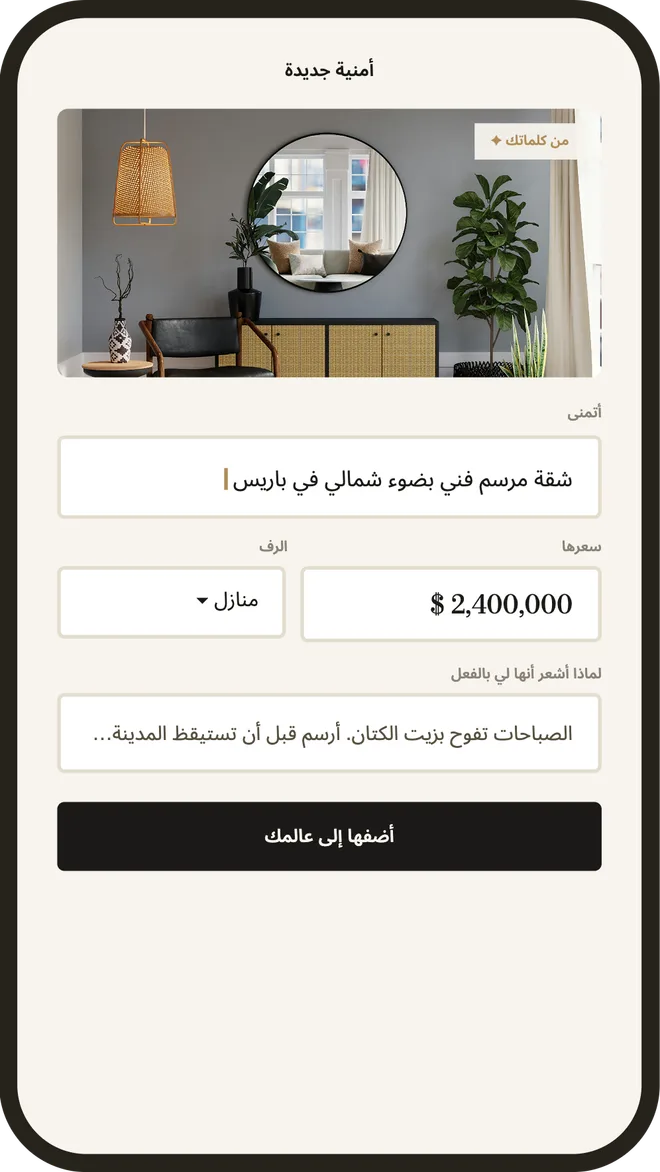 أمنية جديدة
من كلماتك ✦
أتمنى
شقة مرسم فني بضوء شمالي في باريس
سعرها
الرف
$ 2,400,000
منازل
لماذا أشعر أنها لي بالفعل
الصباحات تفوح بزيت الكتان. أرسم قبل أن تستيقظ المدينة...
أضفها إلى عالمك